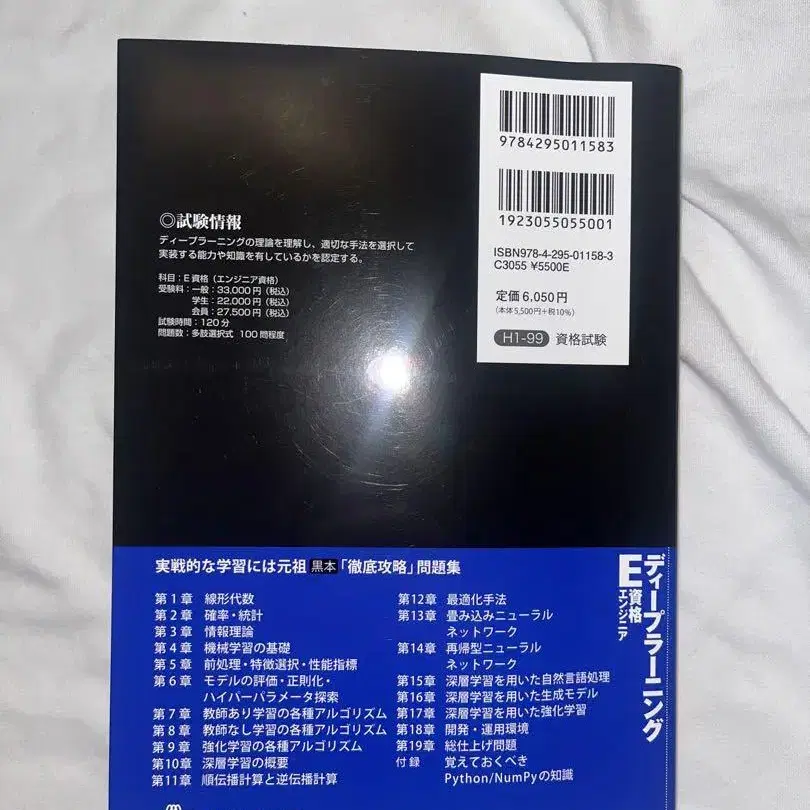 9784295011583
1923055055001
ISBN978-4-295-01158-3
C3055 ¥5500E
定価 6,050円
(本体5,500円+税10%)
H1-99 資格試験
◎試験情報
ディープラーニングの理論を理解し、適切な手法を選択して
実装する能力や知識を有しているかを認定する。
科目:E資格(エンジニア資格)
受験料:一般:33,000円(税込)
学生:22,000円(税込)
会員:27,500円(税込)
試験時間:120分
問題数:多肢選択式 100問程度
実戦的な学習には元祖 黒本「徹底攻略」問題集
第1章 線形代数
第2章 確率・統計
第3章 情報理論
第4章 機械学習の基礎
第5章 前処理・特徴選択・性能指標
第6章 モデルの評価・正則化・
ハイパーパラメータ探索
第7章 教師あり学習の各種アルゴリズム
第8章 教師なし学習の各種アルゴリズム
第9章 強化学習の各種アルゴリズム
第10章 深層学習の概要
第11章 順伝播計算と逆伝播計算
第12章 最適化手法
第13章 畳み込みニューラル
ネットワーク
第14章 再帰型ニューラル
ネットワーク
第15章 深層学習を用いた自然言語処理
第16章 深層学習を用いた生成モデル
第17章 深層学習を用いた強化学習
第18章 開発・運用環境
第19章 総仕上げ問題
付録 覚えておくべき
Python/NumPyの知識
ディープラーニング
E資格
エンジニア